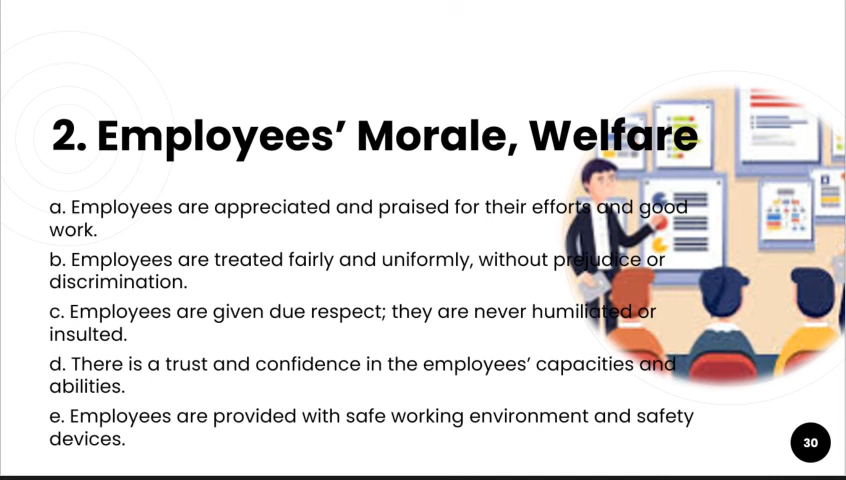 2. Employees’ Morale, Welfare
a. Employees are appreciated and praised for their efforts and good
work.
b. Employees are treated fairly and uniformly, without prejudice or
discrimination.
c. Employees are given due respect; they are never humiliated or
insulted.
d. There is a trust and confidence in the employees’ capacities and
abilities.
e. Employees are provided with safe working environment and safety
devices.
30